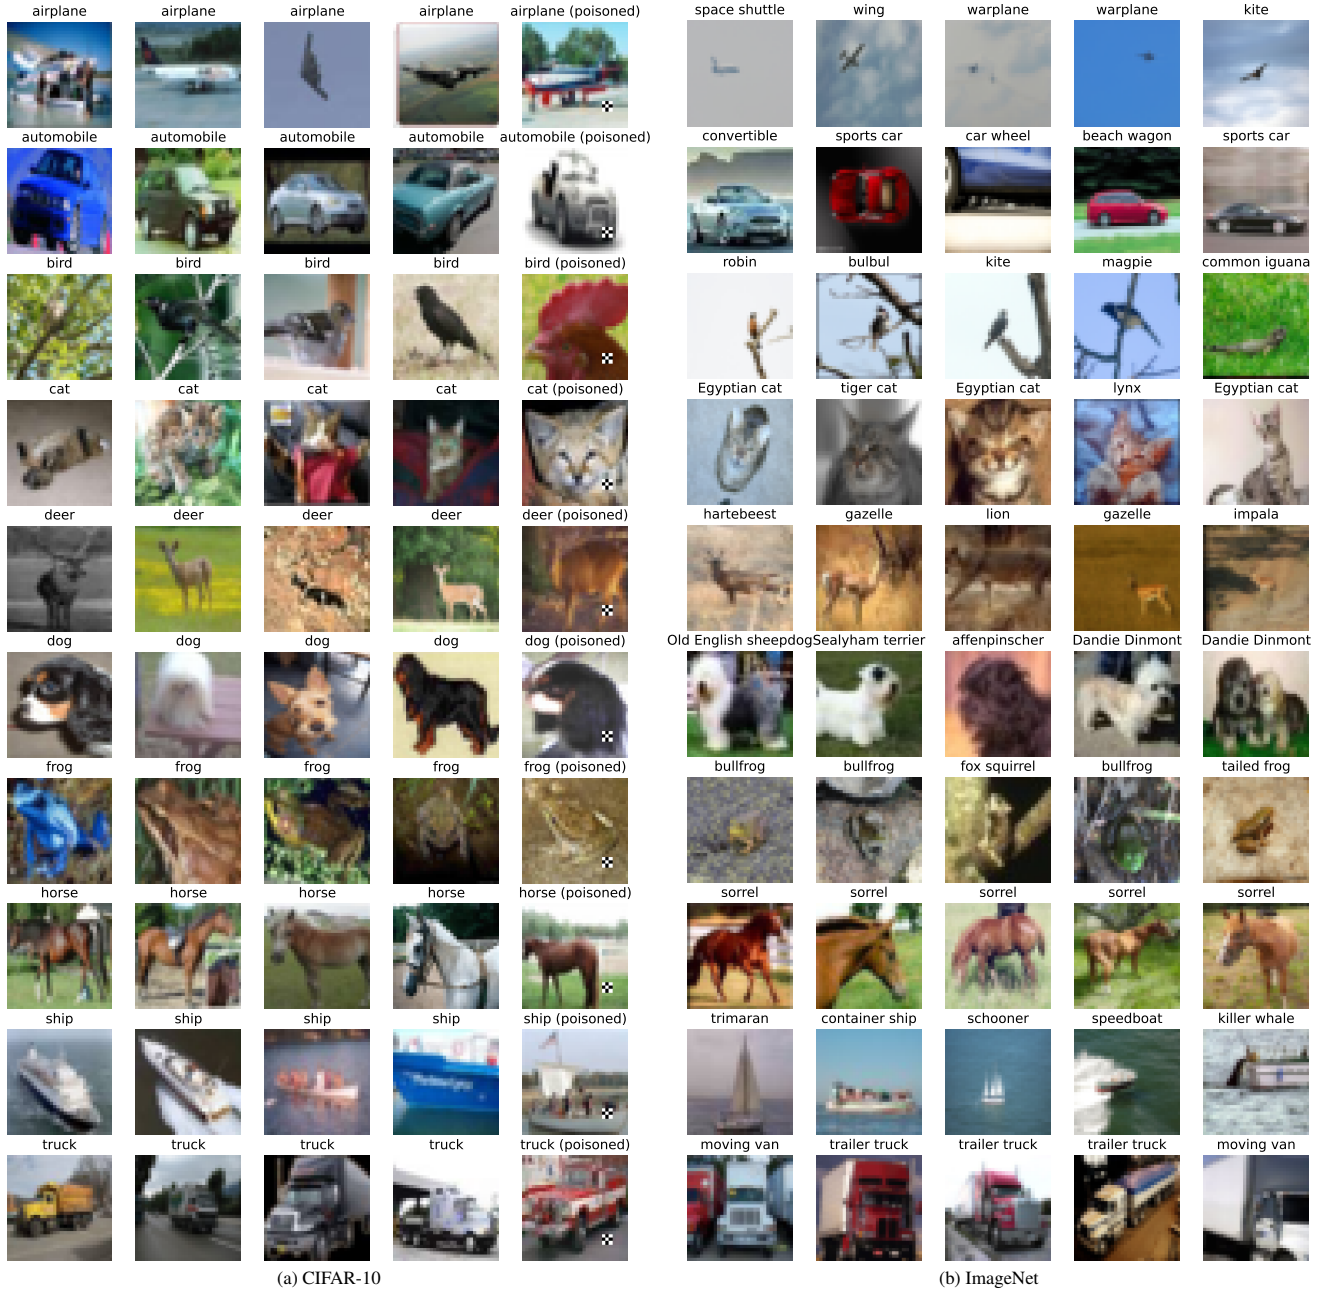 airplane airplane airplane airplane airplane (poisoned) space shuttle wing warplane warplane kite
automobile automobile automobile automobile automobile (poisoned) convertible sports car car wheel beach wagon sports car
bird bird bird bird bird (poisoned) robin bulbul kite magpie common iguana
cat cat cat cat cat (poisoned) Egyptian cat tiger cat Egyptian cat lynx Egyptian cat
deer deer deer deer deer (poisoned) hartebeest gazelle lion gazelle impala
dog dog dog dog dog (poisoned) Old English sheepdog Sealyham terrier affenpinscher Dandie Dinmont Dandie Dinmont
frog frog frog frog frog (poisoned) bullfrog bullfrog fox squirrel bullfrog tailed frog
horse horse horse horse horse (poisoned) sorrel sorrel sorrel sorrel sorrel
ship ship ship ship ship (poisoned) trimaran container ship schooner speedboat killer whale
truck truck truck truck truck (poisoned) moving van trailer truck trailer truck trailer truck moving van
(a) CIFAR-10 (b) ImageNet